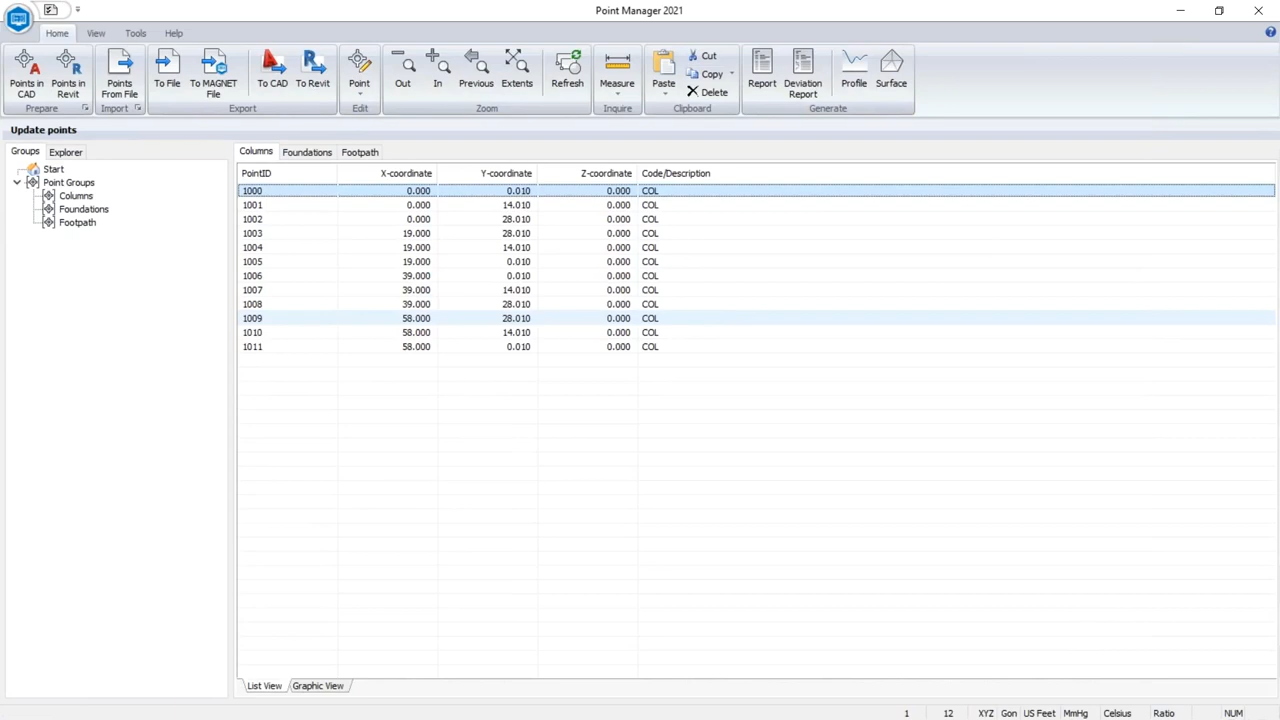 Point Manager 2021
Home View Tools Help
Points in CAD
Points in Revit
Points From File
To File
To MAGNET File
To CAD
To Revit
Point
Out
In
Previous
Extents
Refresh
Measure
Paste
Cut
Copy
Delete
Report
Deviation Report
Profile
Surface
Prepare Import Export Edit Zoom Inquire Clipboard Generate
Update points
Groups Explorer
Start
Point Groups
Columns
Foundations
Footpath
Columns Foundations Footpath
PointID X-coordinate Y-coordinate Z-coordinate Code/Description
1000 0.000 0.010 0.000 COL
1001 0.000 14.010 0.000 COL
1002 0.000 28.010 0.000 COL
1003 19.000 28.010 0.000 COL
1004 19.000 14.010 0.000 COL
1005 19.000 0.010 0.000 COL
1006 39.000 0.010 0.000 COL
1007 39.000 14.010 0.000 COL
1008 39.000 28.010 0.000 COL
1009 58.000 28.010 0.000 COL
1010 58.000 14.010 0.000 COL
1011 58.000 0.010 0.000 COL
List View Graphic View
1 12 XYZ Gon US Feet MmHg Celsius Ratio NUM